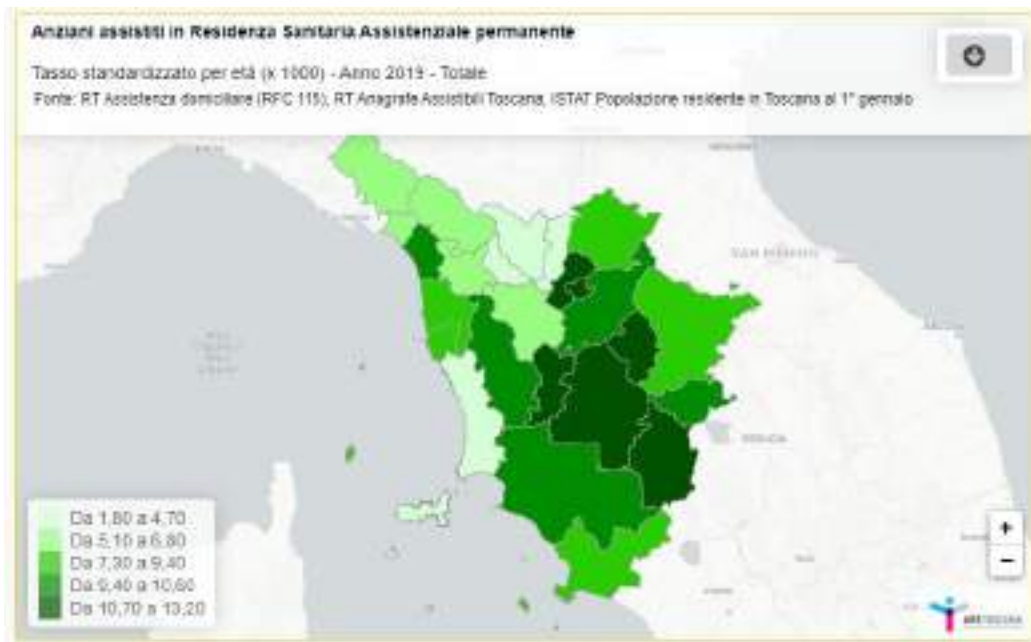 Anziani assistiti in Residenza Sanitaria Assistenziale permanente
Tasso standardizzato per età (x 1000) - Anno 2019 - Totale
Fonte: RT Assistenza domiciliare (RFC 115), RT Anagrafe Assistibili Toscana, ISTAT Popolazione residente in Toscana al 1° gennaio
SAN MARINO
PERUGIA
Da 1,80 a 4,70
Da 5,10 a 6,80
Da 7,30 a 9,40
Da 9,40 a 10,60
Da 10,70 a 13,20
+
−